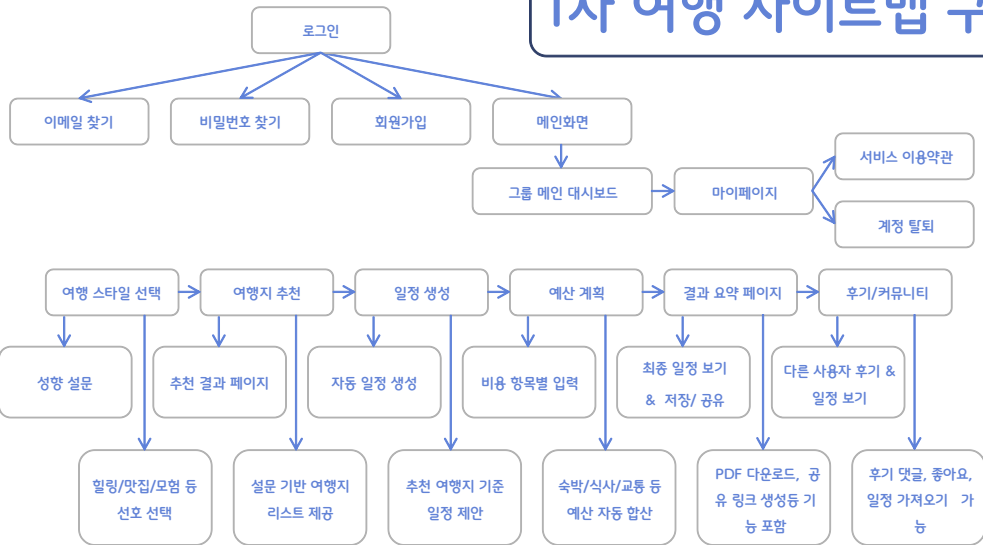 1차 여행 사이트맵 구
로그인
이메일 찾기
비밀번호 찾기
회원가입
메인화면
서비스 이용약관
그룹 메인 대시보드
마이페이지
계정 탈퇴
여행 스타일 선택
여행지 추천
일정 생성
예산 계획
결과 요약 페이지
후기/커뮤니티
성향 설문
추천 결과 페이지
자동 일정 생성
비용 항목별 입력
최종 일정 보기
& 저장/ 공유
다른 사용자 후기 &
일정 보기
힐링/맛집/모험 등
선호 선택
설문 기반 여행지
리스트 제공
추천 여행지 기준
일정 제안
숙박/식사/교통 등
예산 자동 합산
PDF 다운로드, 공
유 링크 생성등 기
능 포함
후기 댓글, 좋아요,
일정 가져오기 가
능